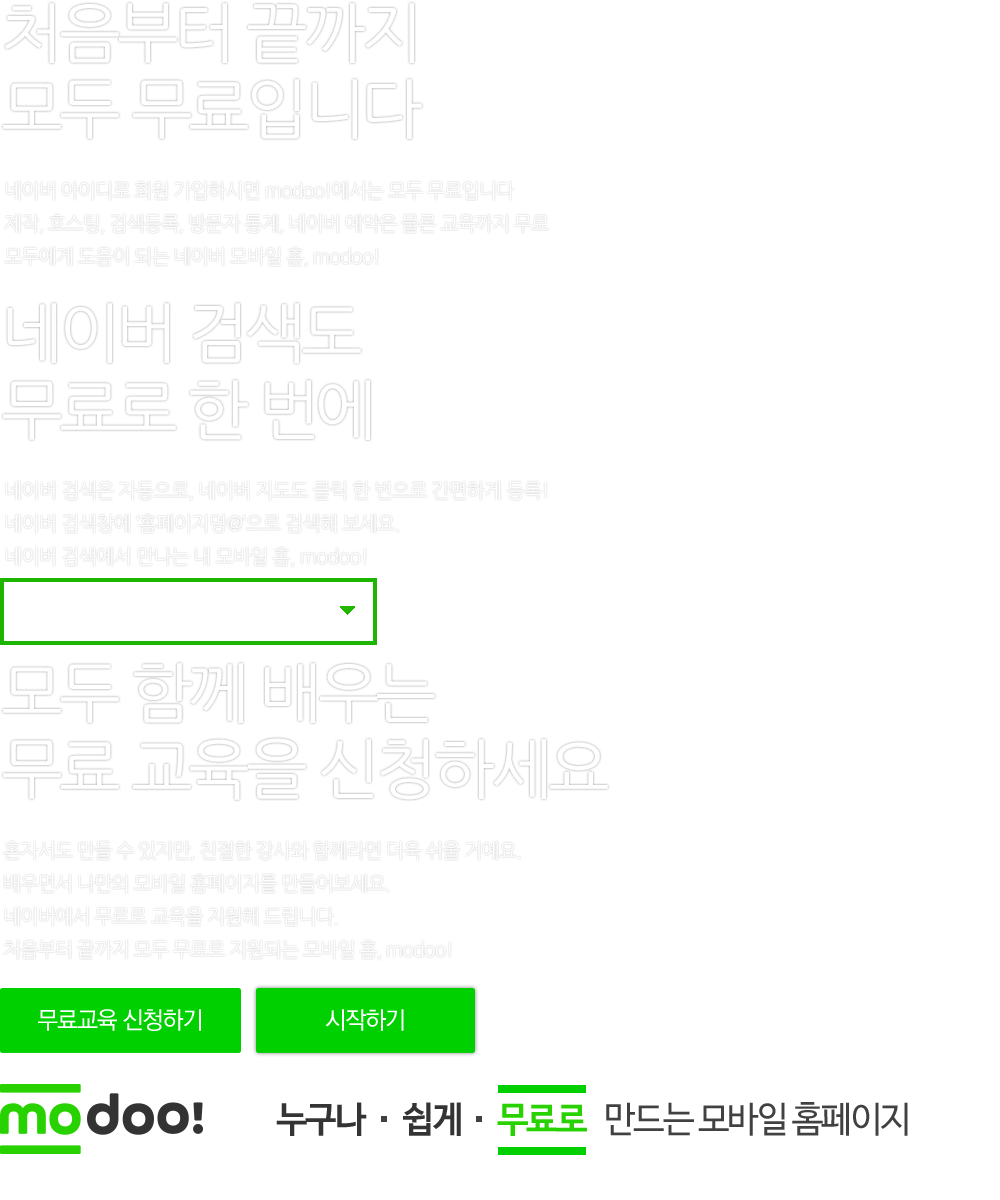 처음부터 끝까지
모두 무료입니다
네이버 아이디로 회원 가입하시면 modoo!에서는 모두 무료입니다
제작, 호스팅, 검색등록, 방문자 통계, 네이버 예약은 물론 교육까지 무료
모두에게 도움이 되는 네이버 모바일 홈, modoo!
네이버 검색도
무료로 한 번에
네이버 검색은 자동으로, 네이버 지도도 클릭 한 번으로 간편하게 등록!
네이버 검색창에 '홈페이지명@'으로 검색해 보세요.
네이버 검색에서 만나는 내 모바일 홈, modoo!
모두 함께 배우는
무료 교육을 신청하세요
혼자서도 만들 수 있지만, 친절한 강사와 함께라면 더욱 쉬울 거예요.
배우면서 나만의 모바일 홈페이지를 만들어보세요.
네이버에서 무료로 교육을 지원해 드립니다.
처음부터 끝까지 모두 무료로 지원되는 모바일 홈, modoo!
무료교육 신청하기 시작하기
modoo! 누구나 · 쉽게 · 무료로 만드는 모바일 홈페이지